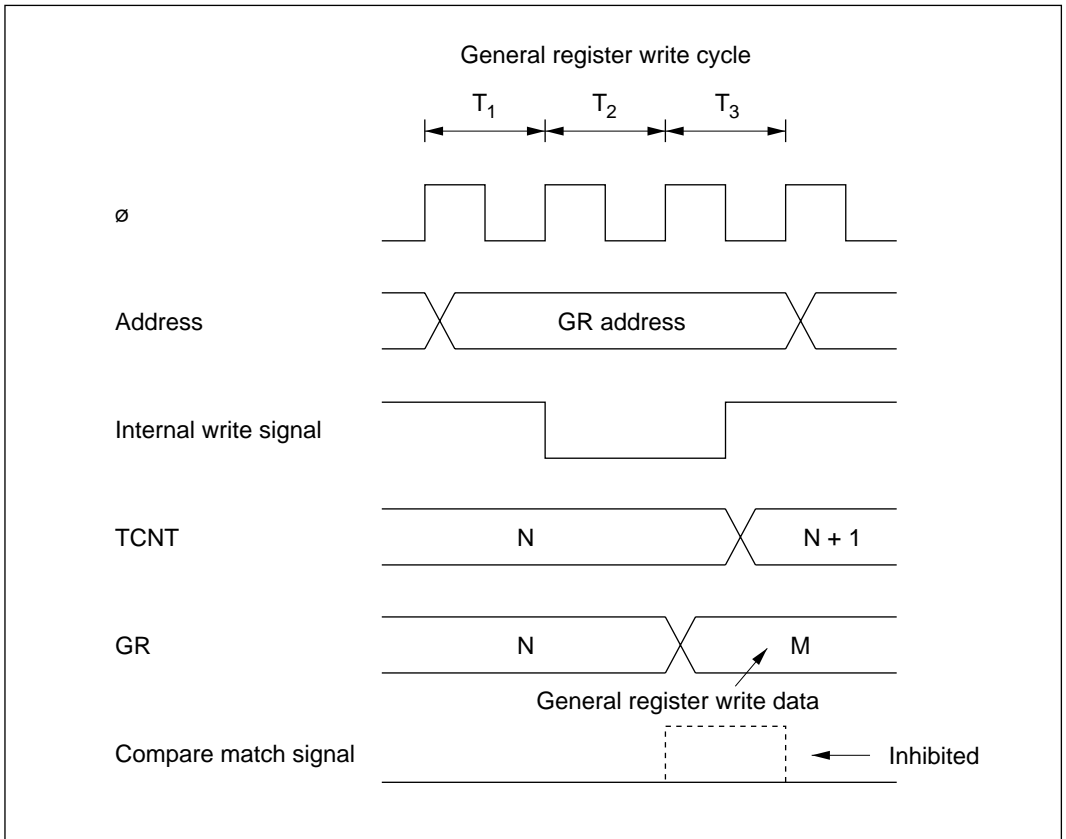 General register write cycle
T1 T2 T3
ø
Address GR address
Internal write signal
TCNT N N + 1
GR N M
General register write data
Compare match signal Inhibited